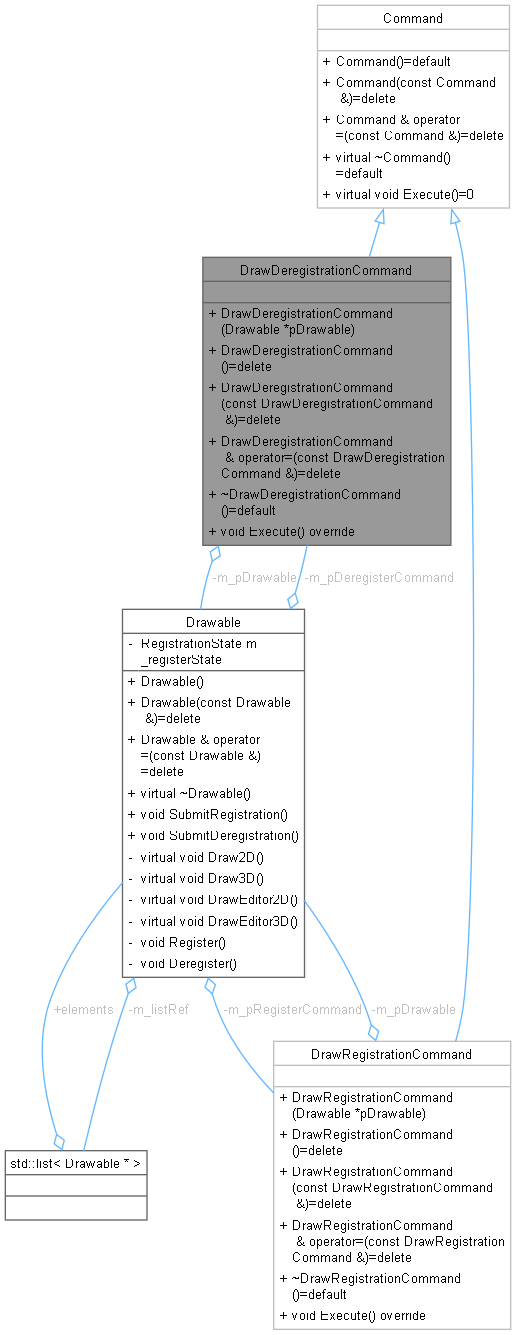 Command
+ Command()=default
+ Command(const Command
&)=delete
+ Command & operator
=(const Command &)=delete
+ virtual ~Command()
=default
+ virtual void Execute()=0
DrawDeregistrationCommand
+ DrawDeregistrationCommand
(Drawable *pDrawable)
+ DrawDeregistrationCommand
()=delete
+ DrawDeregistrationCommand
(const DrawDeregistrationCommand
&)=delete
+ DrawDeregistrationCommand
& operator=(const DrawDeregistration
Command &)=delete
+ ~DrawDeregistrationCommand
()=default
+ void Execute() override
-m_pDrawable
-m_pDeregisterCommand
Drawable
- RegistrationState m
_registerState
+ Drawable()
+ Drawable(const Drawable
&)=delete
+ Drawable & operator
=(const Drawable &)
=delete
+ virtual ~Drawable()
+ void SubmitRegistration()
+ void SubmitDeregistration()
- virtual void Draw2D()
- virtual void Draw3D()
- virtual void DrawEditor2D()
- virtual void DrawEditor3D()
- void Register()
- void Deregister()
+elements
-m_listRef
-m_pRegisterCommand
-m_pDrawable
DrawRegistrationCommand
+ DrawRegistrationCommand
(Drawable *pDrawable)
+ DrawRegistrationCommand
()=delete
+ DrawRegistrationCommand
(const DrawRegistrationCommand
&)=delete
+ DrawRegistrationCommand
& operator=(const DrawRegistration
Command &)=delete
+ ~DrawRegistrationCommand
()=default
+ void Execute() override
std::list< Drawable * >